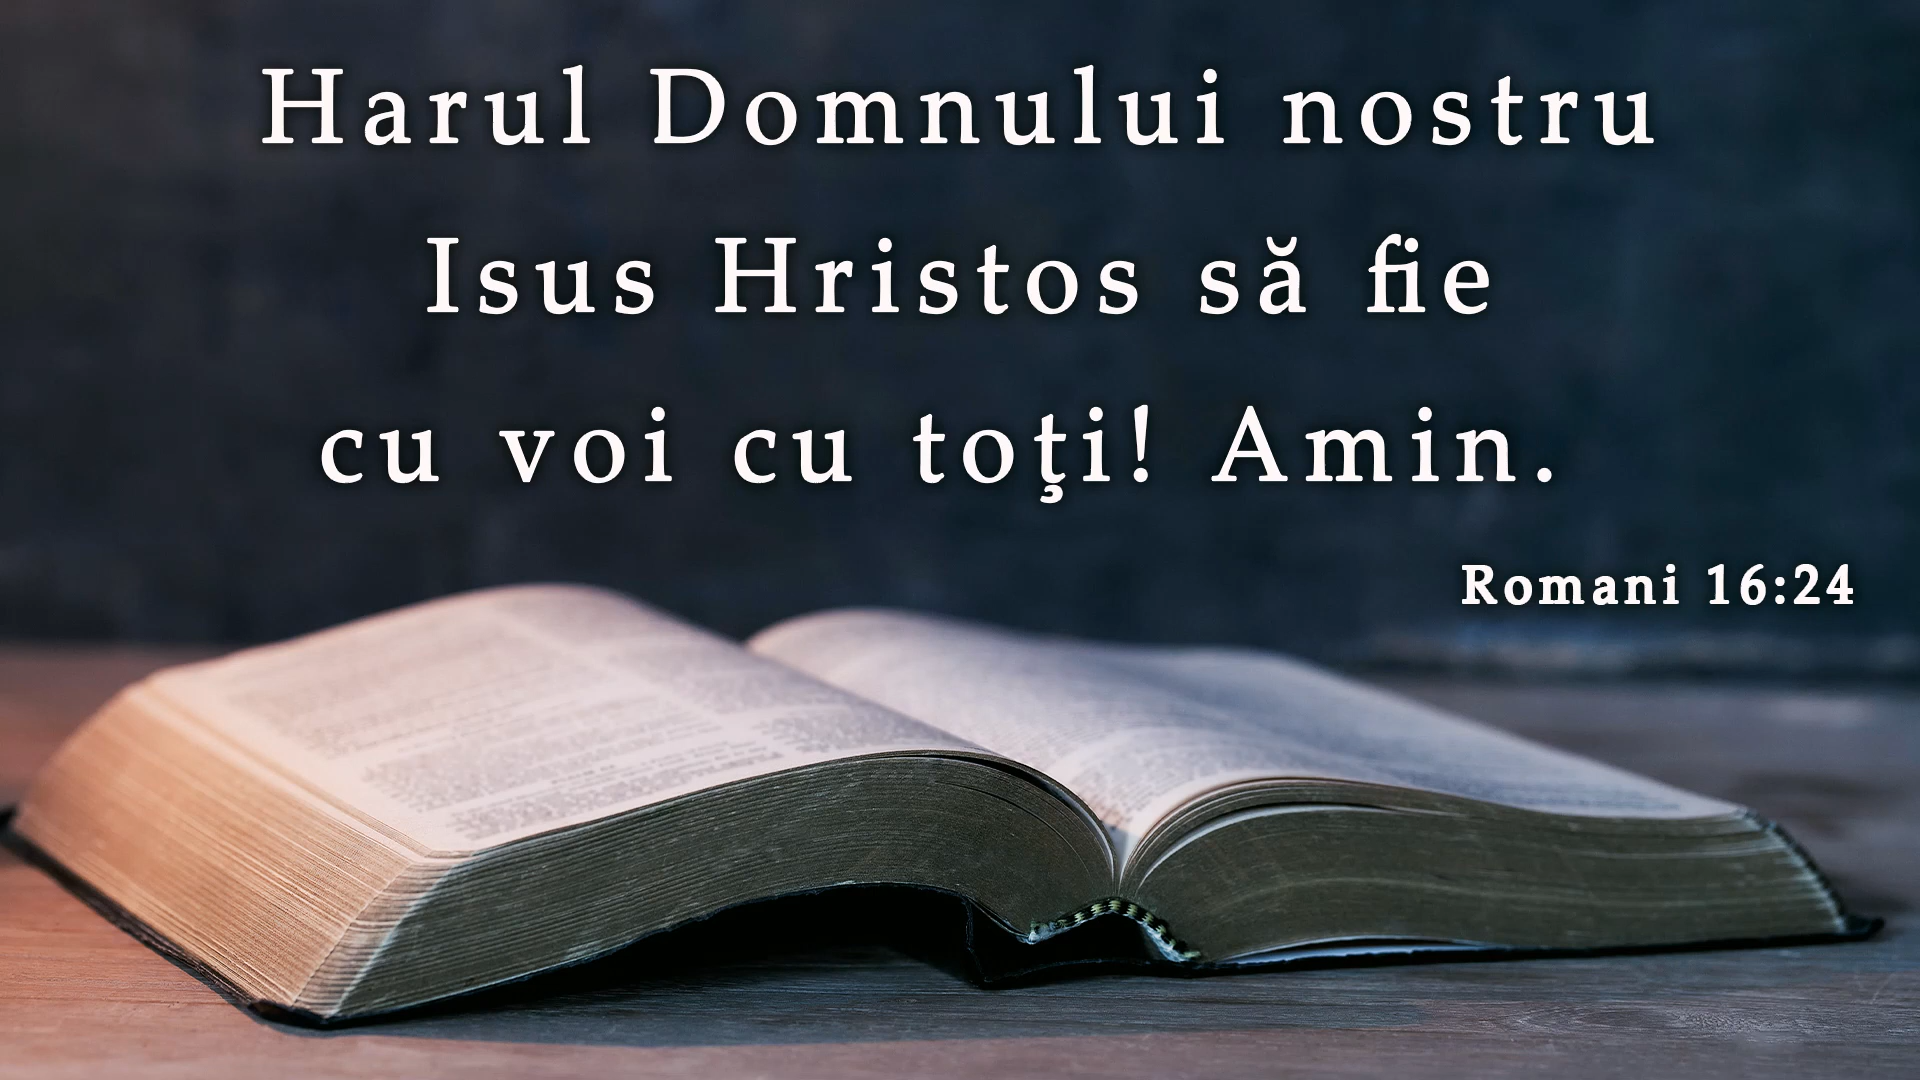 Harul Domnului nostru
Isus Hristos să fie
cu voi cu toţi! Amin.
Romani 16:24